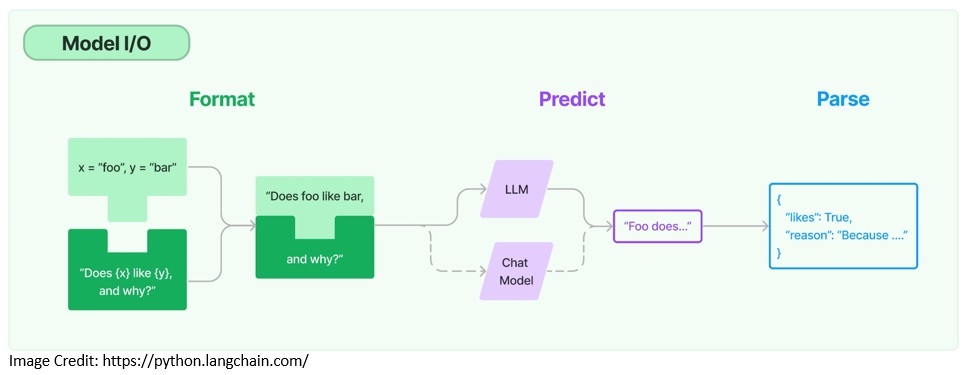 Model I/O
Format
Predict
Parse
x = "foo", y = "bar"
"Does {x} like {y},
and why?"
"Does foo like bar,
and why?"
LLM
Chat
Model
"Foo does..."
{
"likes": True,
"reason": "Because ...."
}
Image Credit: https://python.langchain.com/